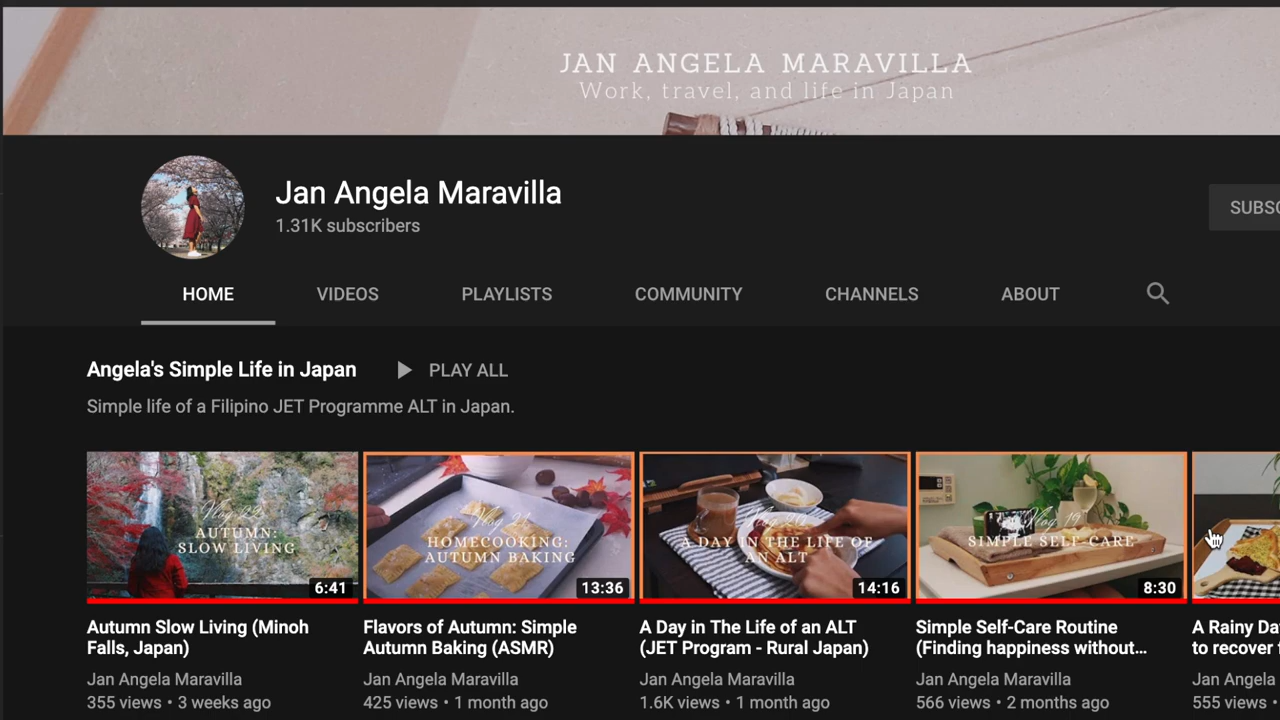 JAN ANGELA MARAVILLA
Work, travel, and life in Japan
Jan Angela Maravilla
1.31K subscribers
SUBSC
HOME VIDEOS PLAYLISTS COMMUNITY CHANNELS ABOUT
Angela's Simple Life in Japan PLAY ALL
Simple life of a Filipino JET Programme ALT in Japan.
AUTUMN:
SLOW LIVING
6:41
Vlog 21
HOMECOOKING:
AUTUMN BAKING
13:36
A DAY IN THE LIFE OF
AN ALT
14:16
Vlog 19
SIMPLE SELF-CARE
8:30
Autumn Slow Living (Minoh
Falls, Japan)
Jan Angela Maravilla
355 views • 3 weeks ago
Flavors of Autumn: Simple
Autumn Baking (ASMR)
Jan Angela Maravilla
425 views • 1 month ago
A Day in The Life of an ALT
(JET Program - Rural Japan)
Jan Angela Maravilla
1.6K views • 1 month ago
Simple Self-Care Routine
(Finding happiness without...
Jan Angela Maravilla
566 views • 2 months ago
A Rainy Da
to recover
Jan Angela
555 views •